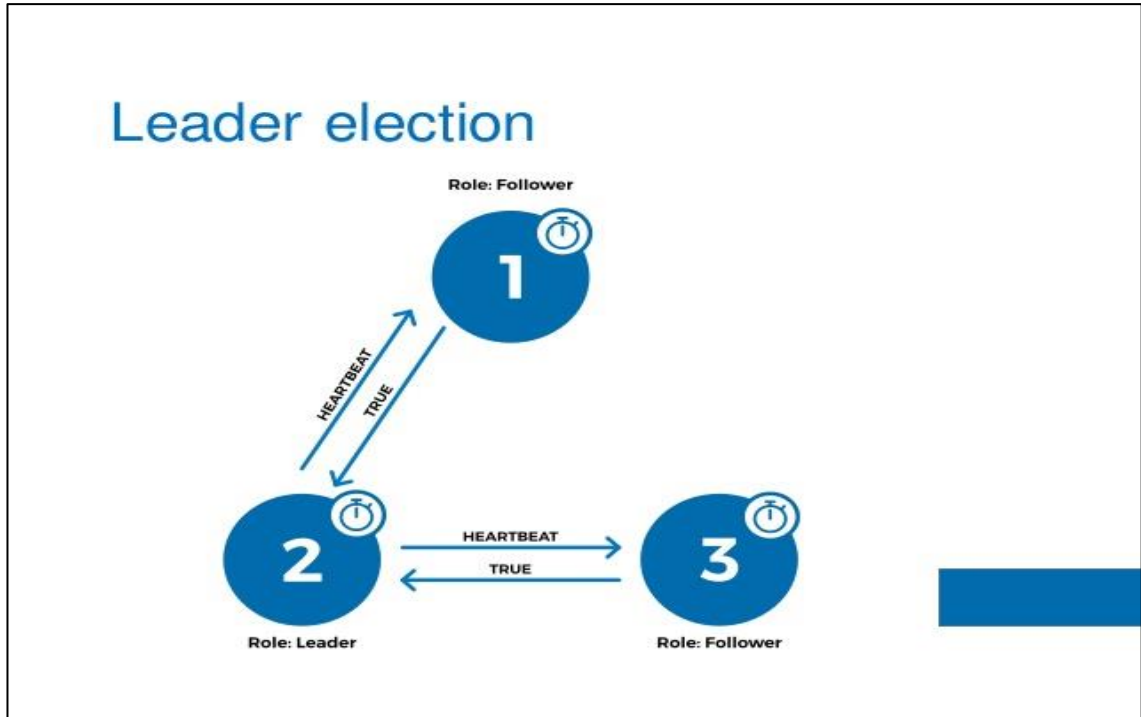 Leader election
Role: Follower
1
HEARTBEAT
TRUE
2
HEARTBEAT
TRUE
3
Role: Leader
Role: Follower